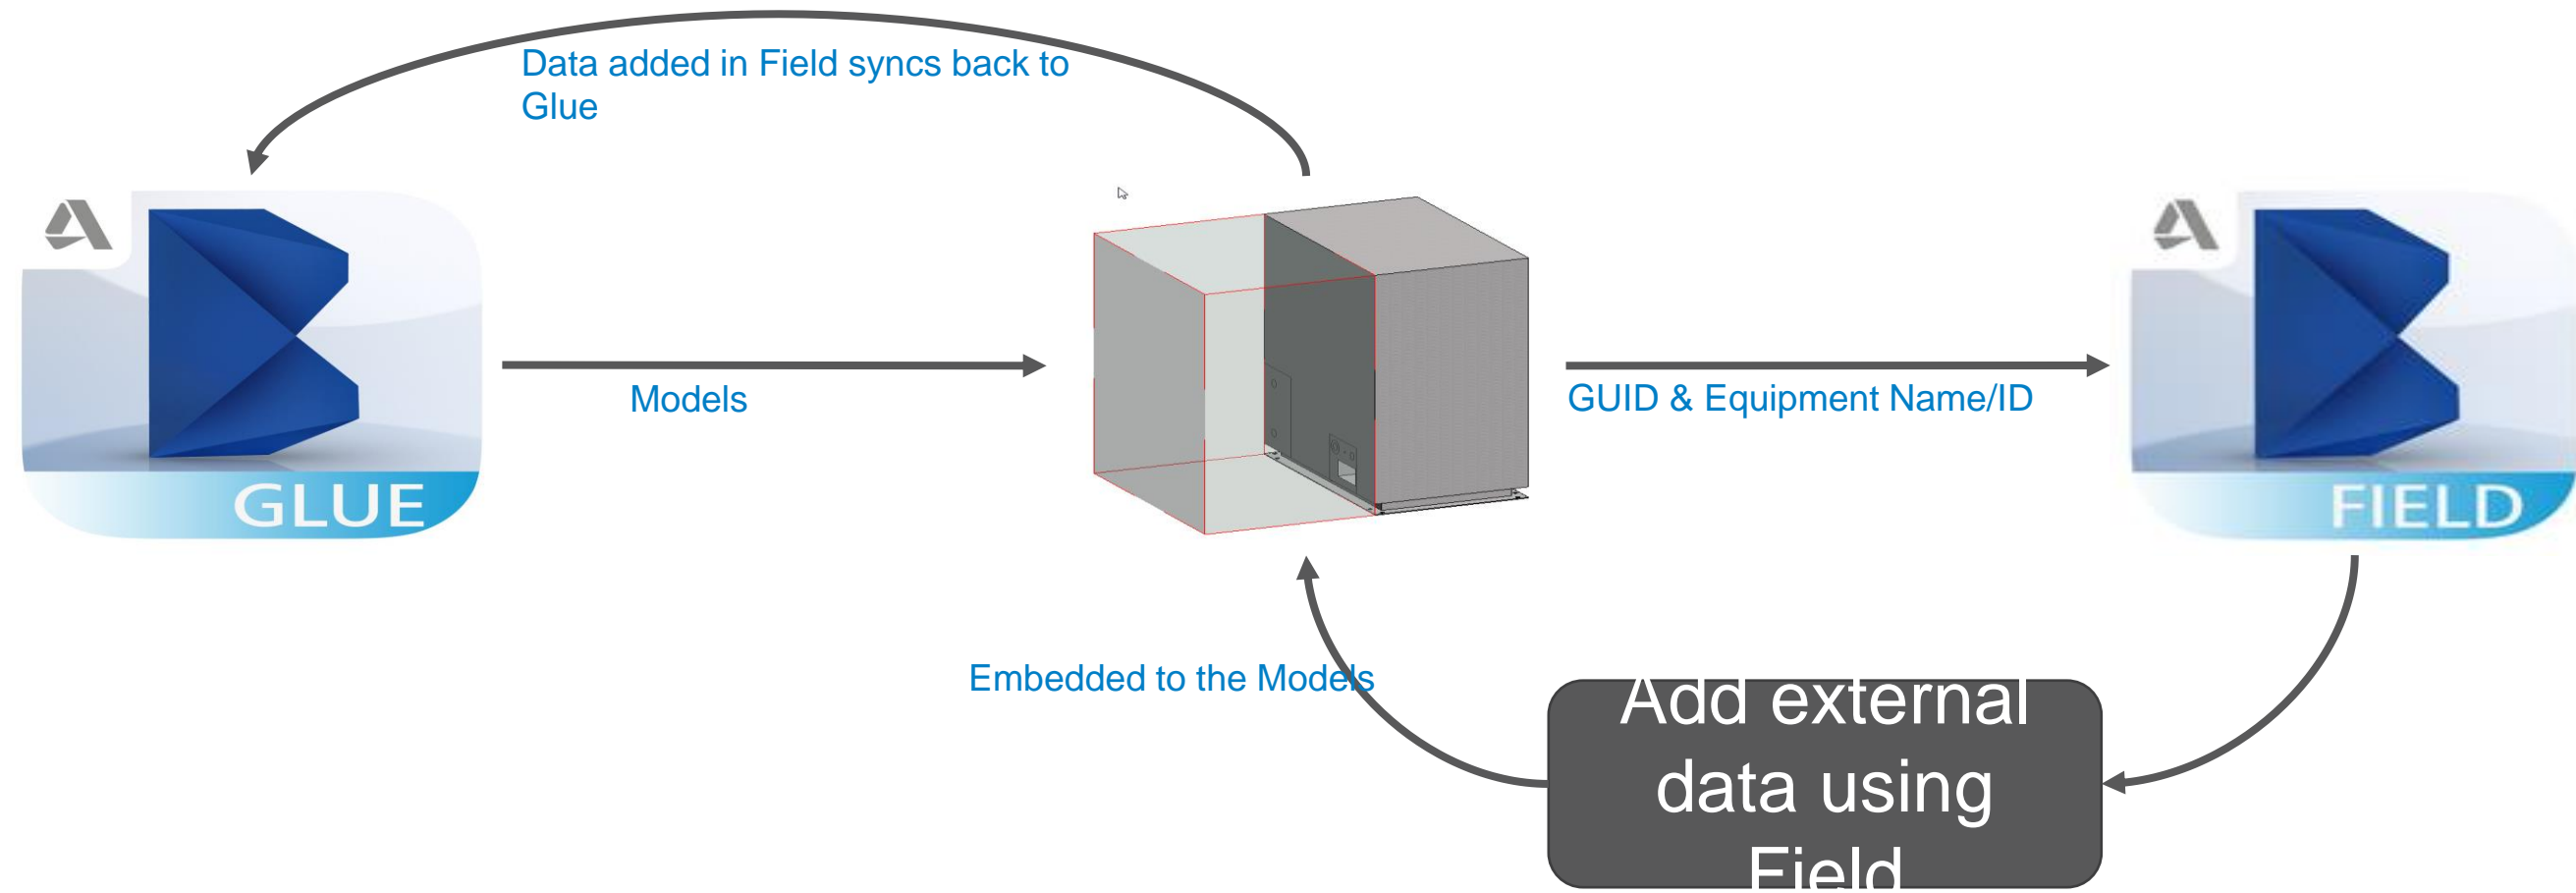 Data added in Field syncs back to
Glue
GLUE
Models
GUID & Equipment Name/ID
FIELD
Embedded to the Models
Add external
data using
Field